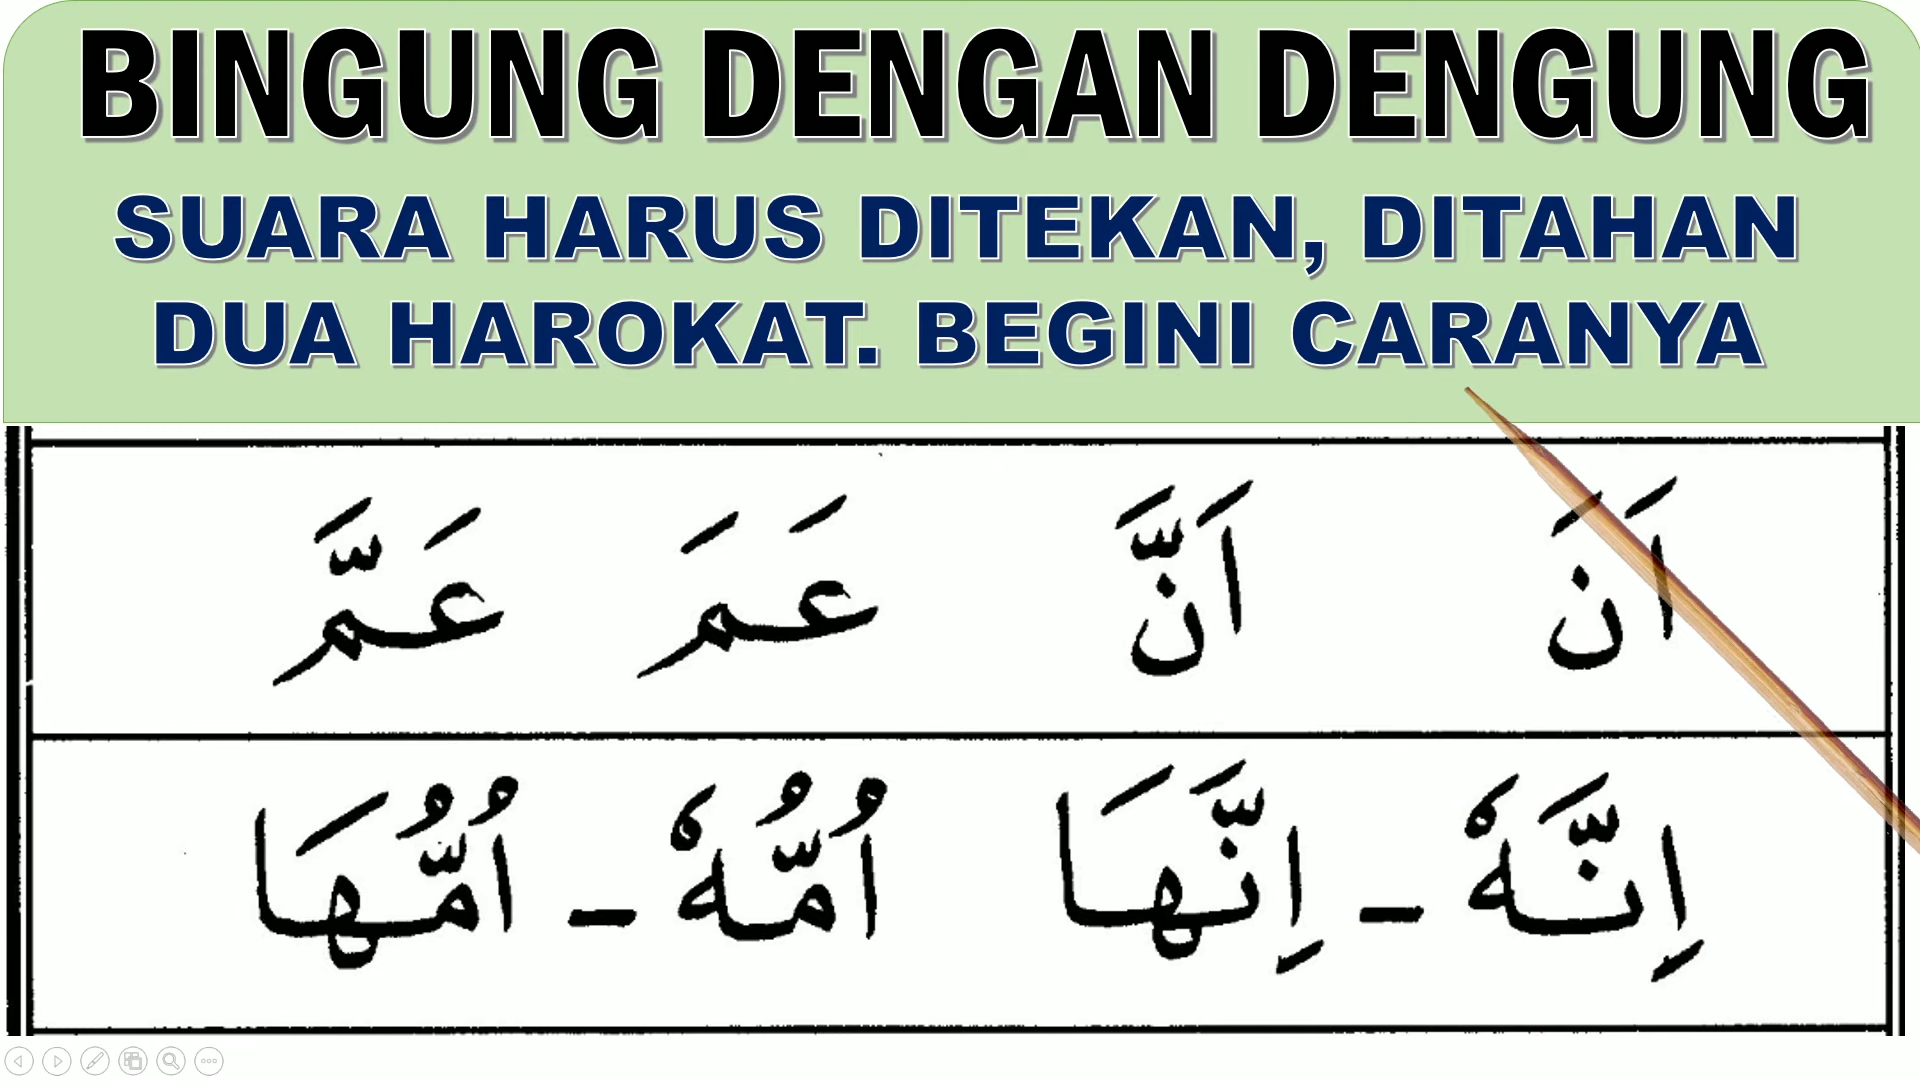 BINGUNG DENGAN DENGUNG
SUARA HARUS DITEKAN, DITAHAN
DUA HAROKAT. BEGINI CARANYA
اَنَ اَنَّ عَمَ عَمَّ
اِنَّهٗ - اِنَّهَا اُمُّهٗ - اُمُّهَا